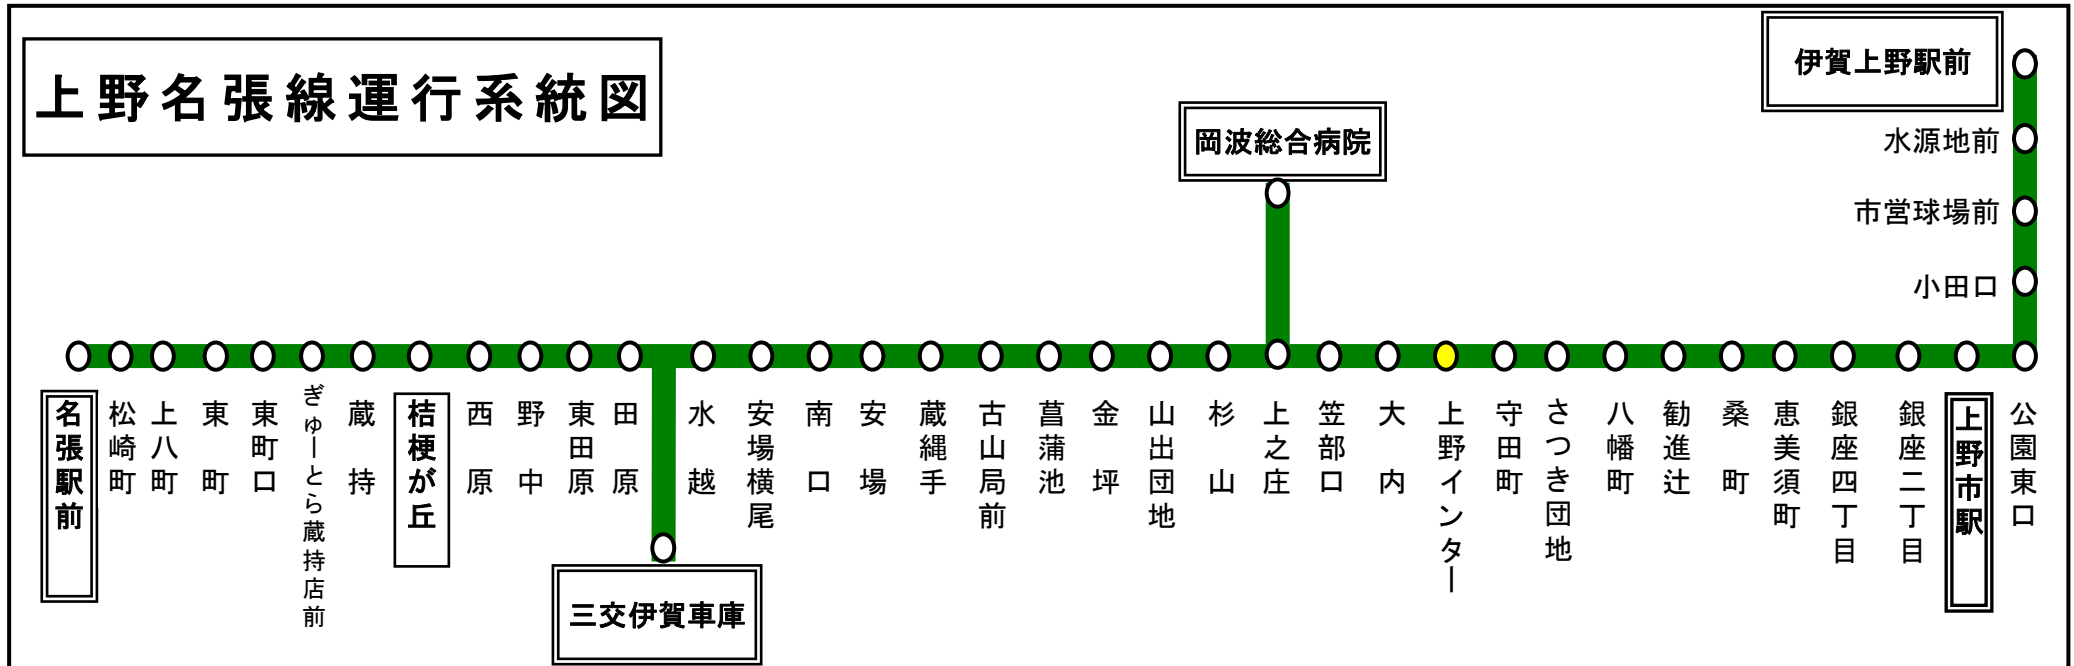 上野名張線運行系統図
伊賀上野駅前
岡波総合病院
水源地前
市営球場前
小田口
名張駅前
松崎町
上八町
東町
東町口
ぎゅーとら蔵持店前
蔵持
桔梗が丘
西原
野中
東田原
田原
水越
安場横尾
南口
安場
蔵縄手
古山局前
菖蒲池
金坪
山出団地
杉山
上之庄
笠部口
大内
上野インター
守田町
さつき団地
八幡町
勧進辻
桑町
恵美須町
銀座四丁目
銀座二丁目
上野市駅
公園東口
三交伊賀車庫